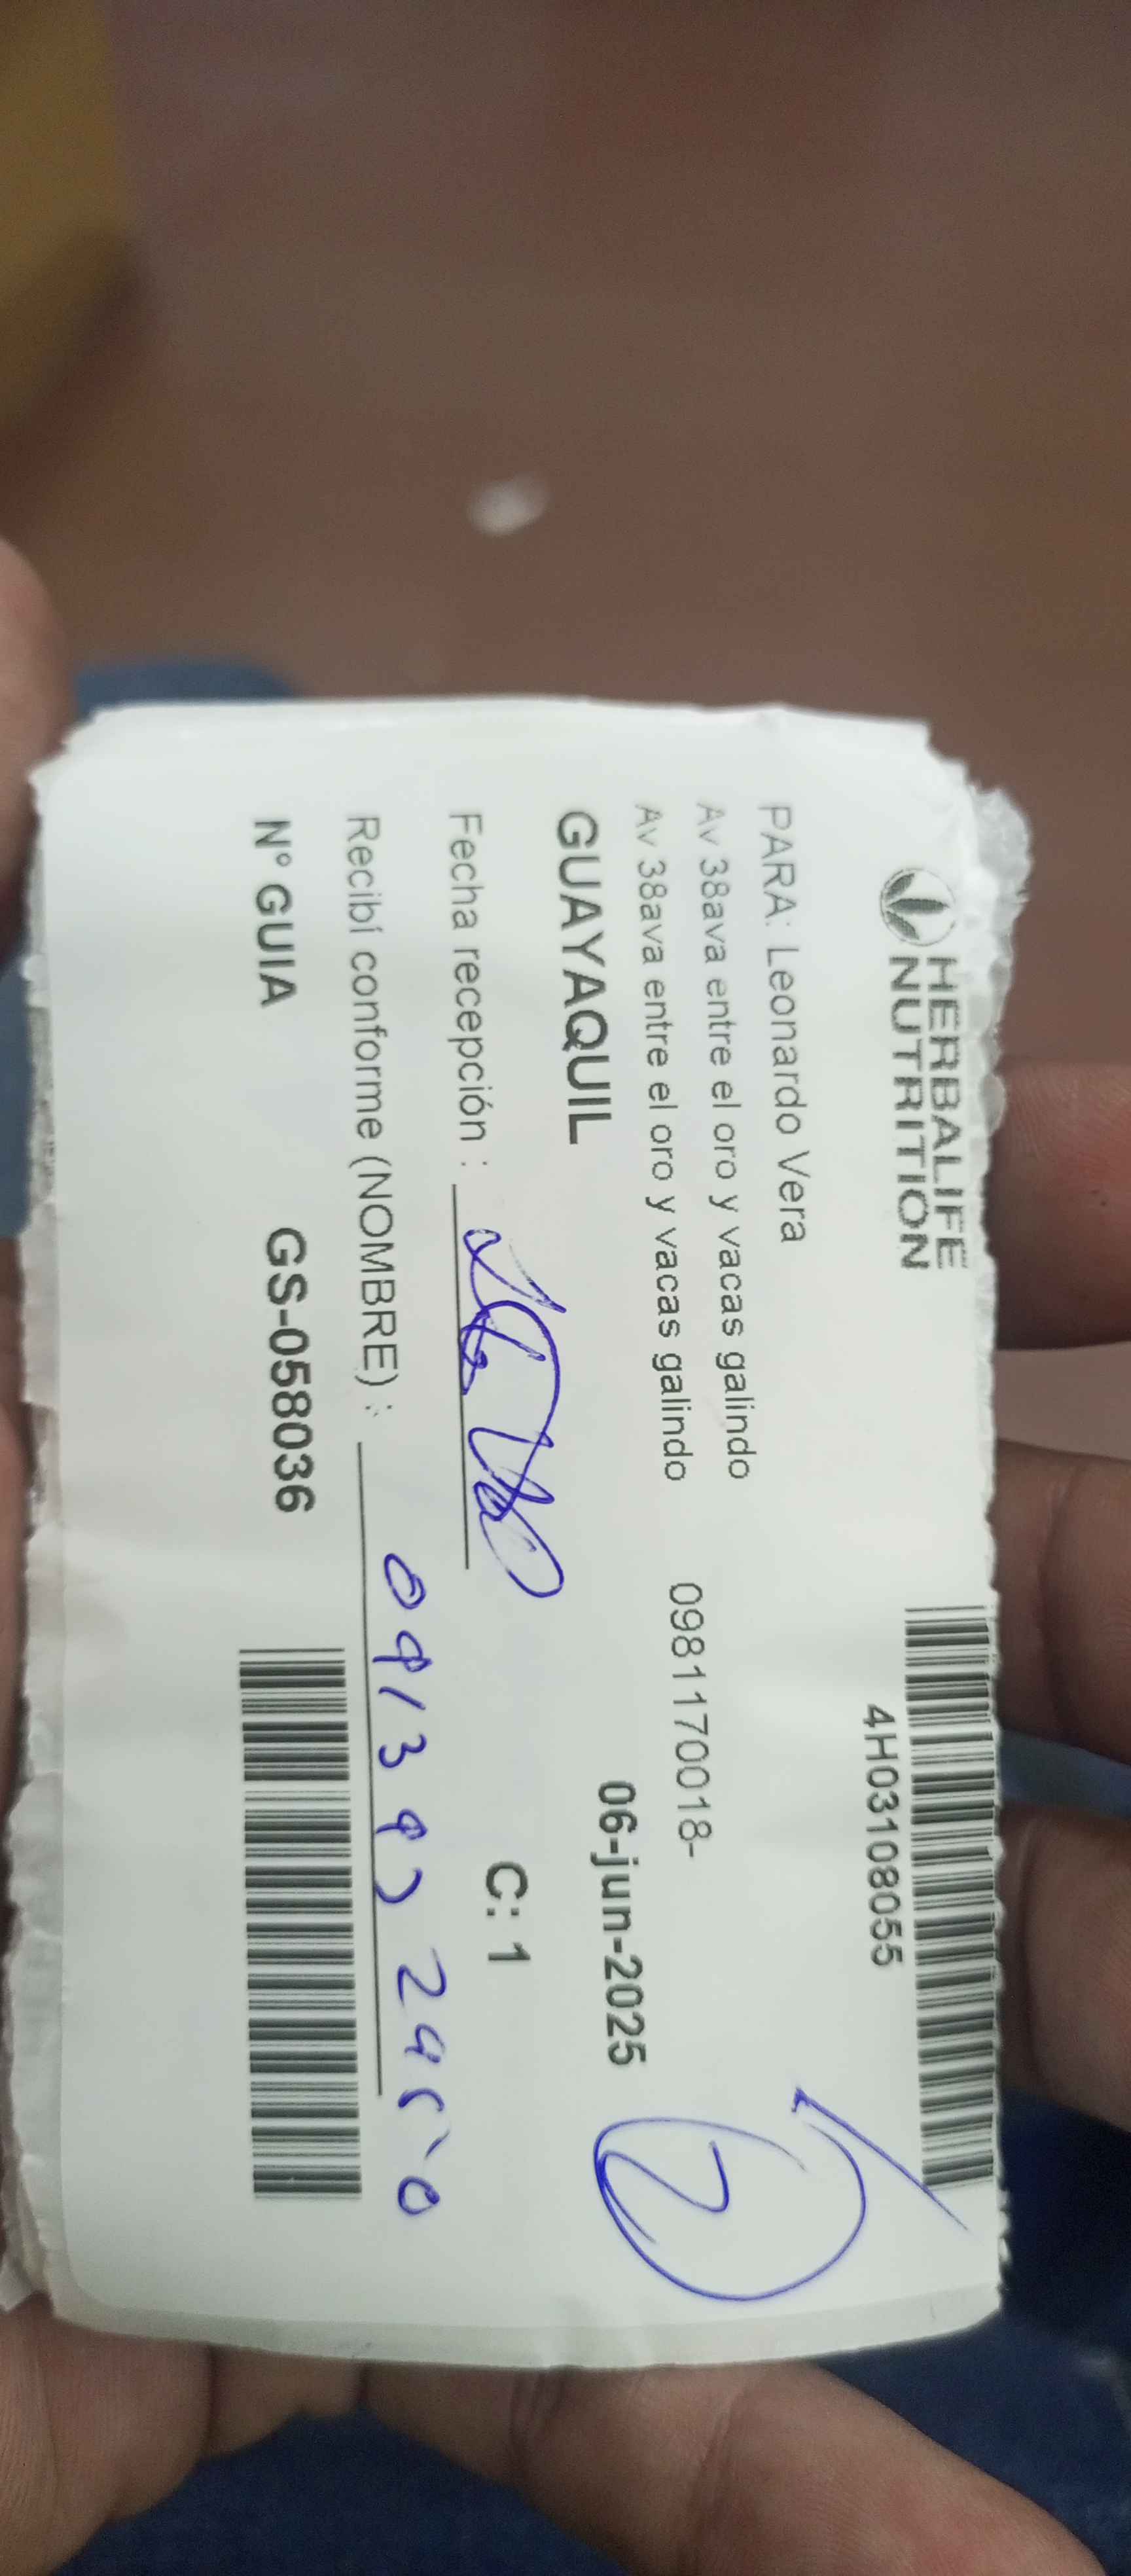 HERBALIFE
NUTRITION
4H03108055
PARA: Leonardo Vera
Av 38ava entre el oro y vacas galindo
Av 38ava entre el oro y vacas galindo 0981170018-
GUAYAQUIL 06-jun-2025
2
Fecha recepción :
C: 1
Recibí conforme (NOMBRE) :
N° GUIA GS-058036